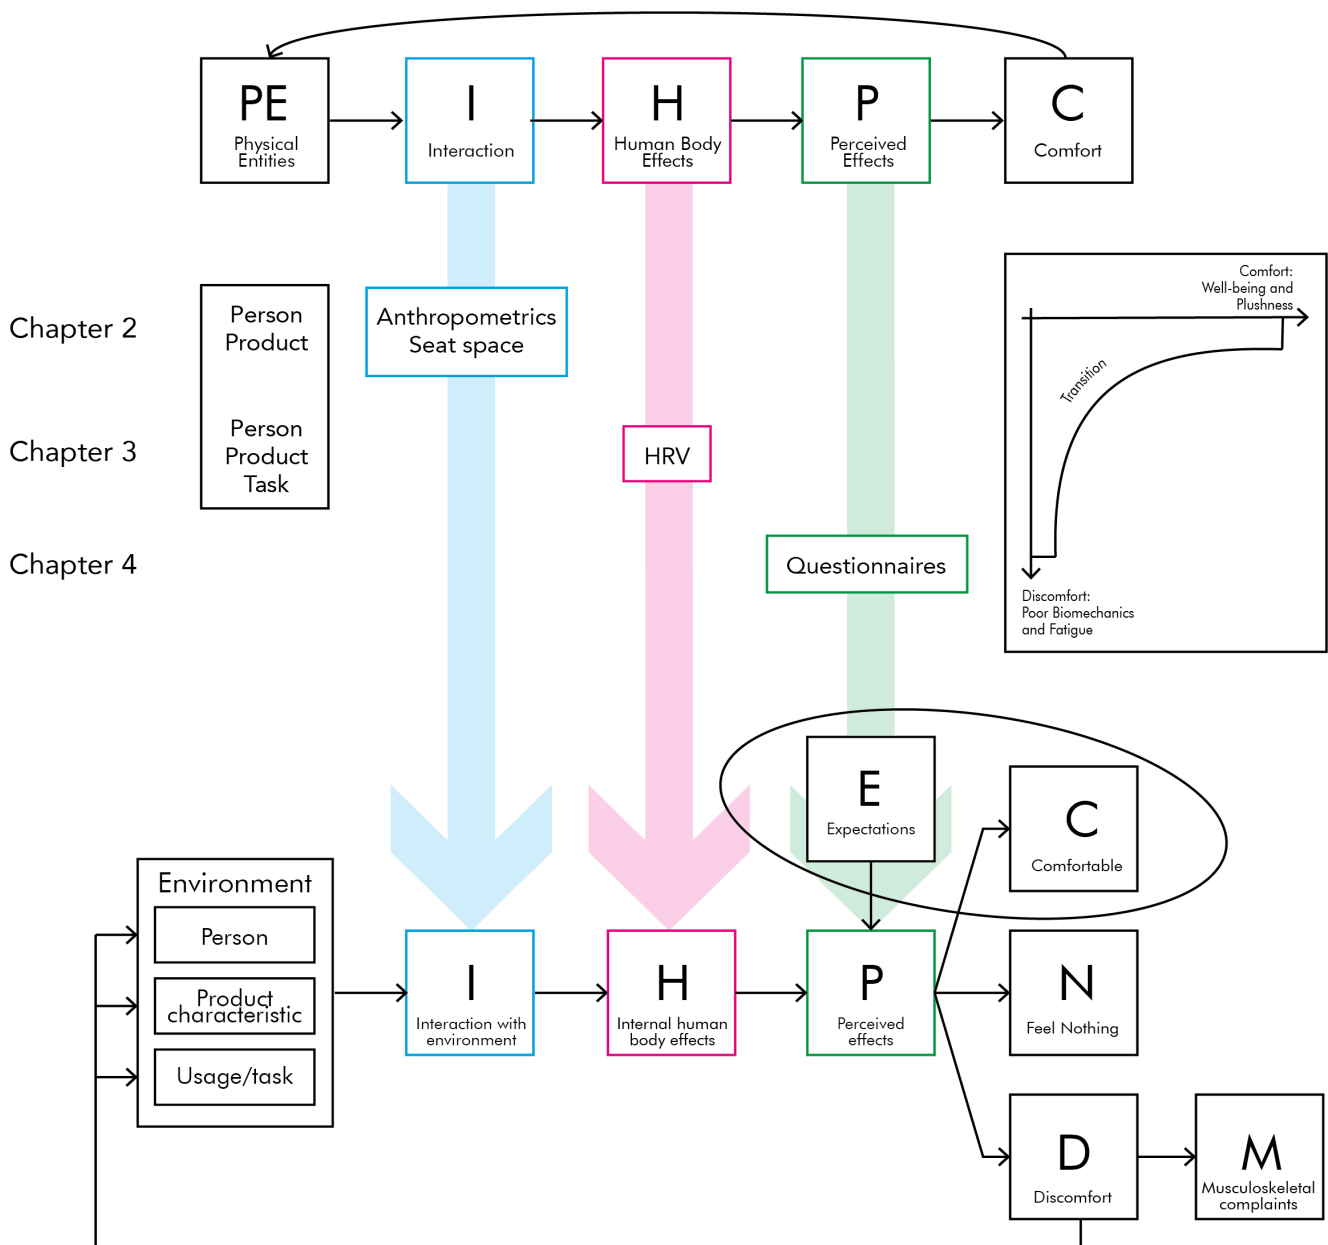 PE
Physical
Entities
I
Interaction
H
Human Body
Effects
P
Perceived
Effects
C
Comfort
Chapter 2
Person
Product
Anthropometrics
Seat space
Comfort:
Well-being and
Plushness
Transition
Chapter 3
Person
Product
Task
HRV
Chapter 4
Questionnaires
Discomfort:
Poor Biomechanics
and Fatigue
E
Expectations
C
Comfortable
Environment
Person
Product
characteristic
Usage/task
I
Interaction with
environment
H
Internal human
body effects
P
Perceived
effects
N
Feel Nothing
D
Discomfort
M
Musculoskeletal
complaints